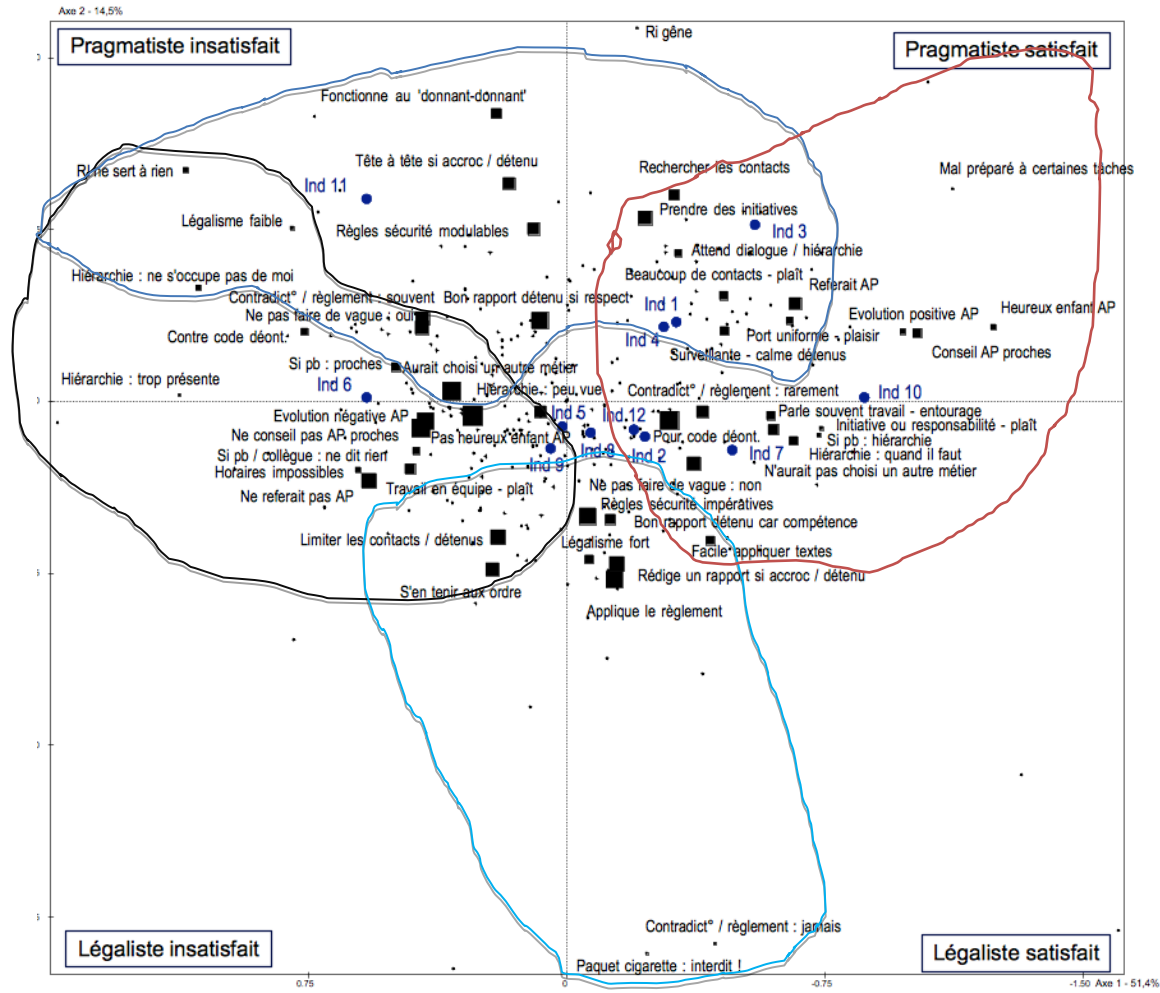 Axe 2 - 14,5%
Pragmatiste insatisfait
Ri gêne
Pragmatiste satisfait
Fonctionne au 'donnant-donnant'
Tête à tête si accroc / détenu
Rechercher les contacts
RI ne sert à rien
Mal préparé à certaines tâches
Ind 11
Prendre des initiatives
Légalisme faible
Règles sécurité modulables
Ind 3
Attend dialogue / hiérarchie
Hiérarchie : ne s'occupe pas de moi
Beaucoup de contacts - plaît
Referait AP
Contradict° / règlement : souvent
Bon rapport détenu si respect
Ind 1
Heureux enfant AP
Ne pas faire de vague : oui
Evolution positive AP
Contre code déont.
Ind 4
Port uniforme - plaisir
Surveillante - calme détenus
Conseil AP proches
Si pb : proches
Aurait choisi un autre métier
Hiérarchie : trop présente
Ind 6
Hiérarchie : peu vue
Contradict° / règlement : rarement
Ind 10
Evolution négative AP
Ind 5
Ind.12
Parle souvent travail - entourage
Initiative ou responsabilité - plaît
Ne conseil pas AP proches
Pas heureux enfant AP
Pour code déont.
Si pb : hiérarchie
Si pb / collègue : ne dit rien
Ind 8
Ind 2
Ind 7
Hiérarchie : quand il faut
Horaires impossibles
Ind 9
N'aurait pas choisi un autre métier
Ne referait pas AP
Travail en équipe - plaît
Ne pas faire de vague : non
Règles sécurité impératives
Bon rapport détenu car compétence
Limiter les contacts / détenus
Légalisme fort
Facile appliquer textes
Rédige un rapport si accroc / détenu
S'en tenir aux ordre
Applique le règlement
Contradict° / règlement : jamais
Légaliste insatisfait
Légaliste satisfait
Paquet cigarette : interdit !
0.75
0
-0.75
-1.50
Axe 1 - 51,4%